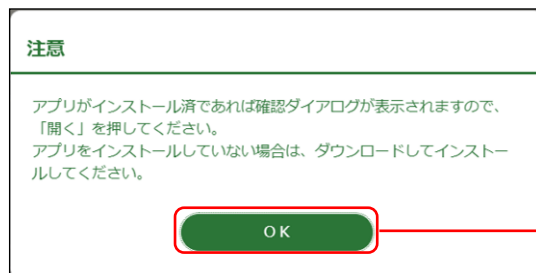 注意
アプリがインストール済であれば確認ダイアログが表示されますので、
「開く」を押してください。
アプリをインストールしていない場合は、ダウンロードしてインストー
ルしてください。
OK